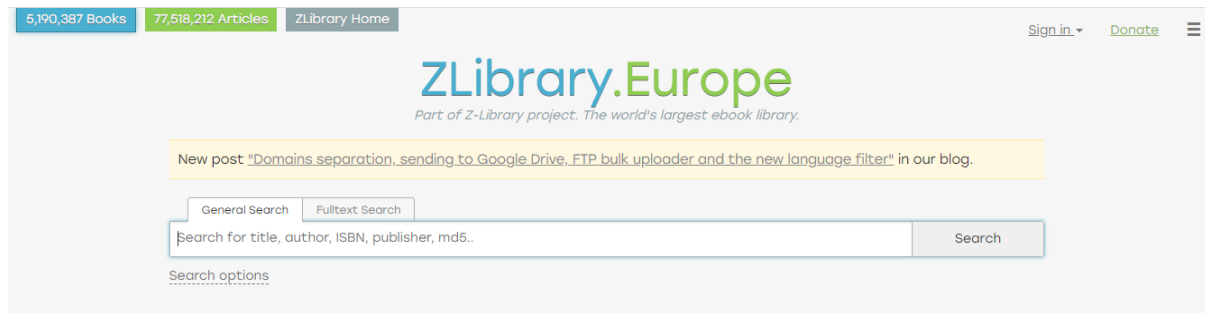 5,190,387 Books 77,518,212 Articles ZLibrary Home
Sign in Donate
ZLibrary.Europe
Part of Z-Library project. The world's largest ebook library.
New post "Domains separation, sending to Google Drive, FTP bulk uploader and the new language filter" in our blog.
General Search Fulltext Search
Search for title, author, ISBN, publisher, md5.. Search
Search options